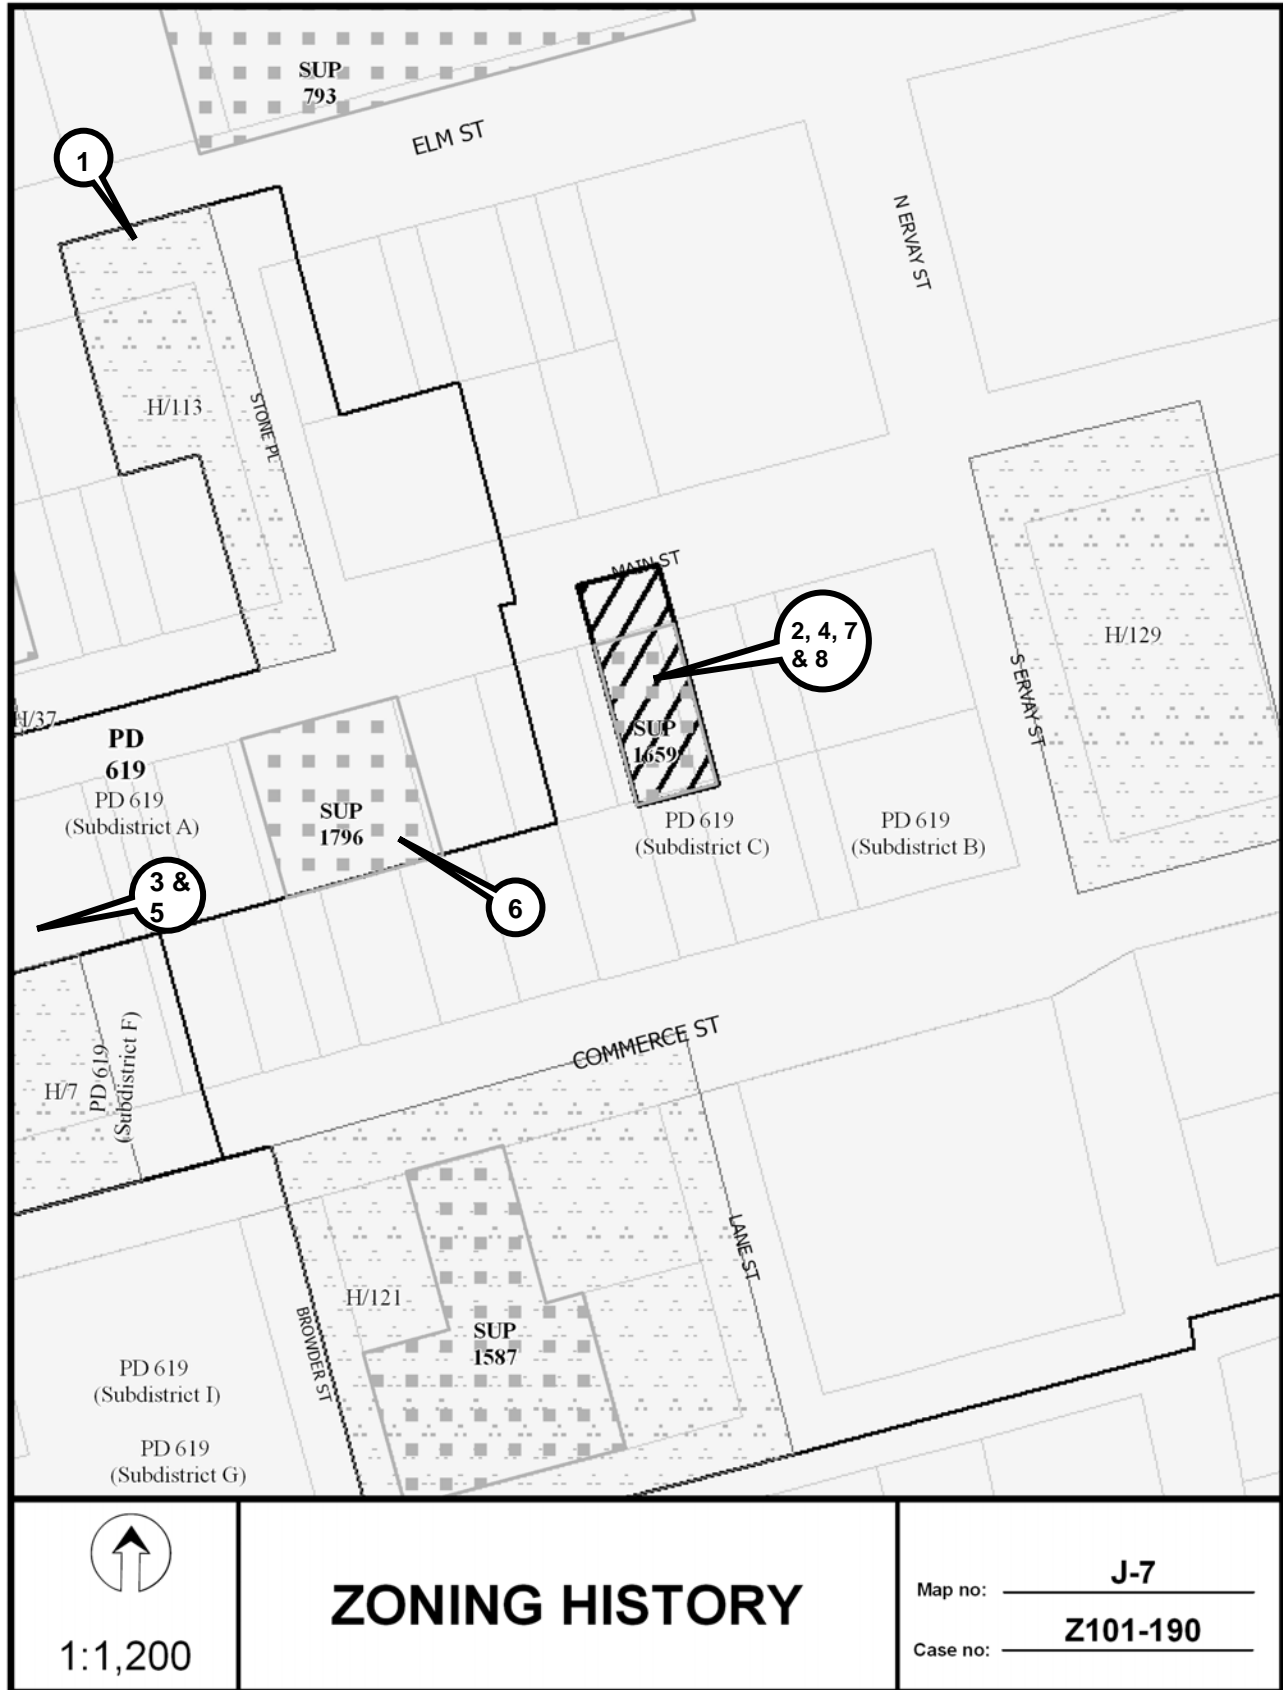 SUP
793
ELM ST
1
N ERVAY ST
H/113
STONE PL
MAIN ST
2, 4, 7
& 8
H/129
S ERVAY ST
H/37
PD
619
PD 619
(Subdistrict A)
SUP
1796
SUP
1659
PD 619
(Subdistrict C)
PD 619
(Subdistrict B)
3 &
5
6
COMMERCE ST
H/7
PD 619
(Subdistrict F)
LANE ST
H/121
BROWDER ST
SUP
1587
PD 619
(Subdistrict I)
PD 619
(Subdistrict G)
1:1,200
ZONING HISTORY
Map no: J-7
Case no: Z101-190